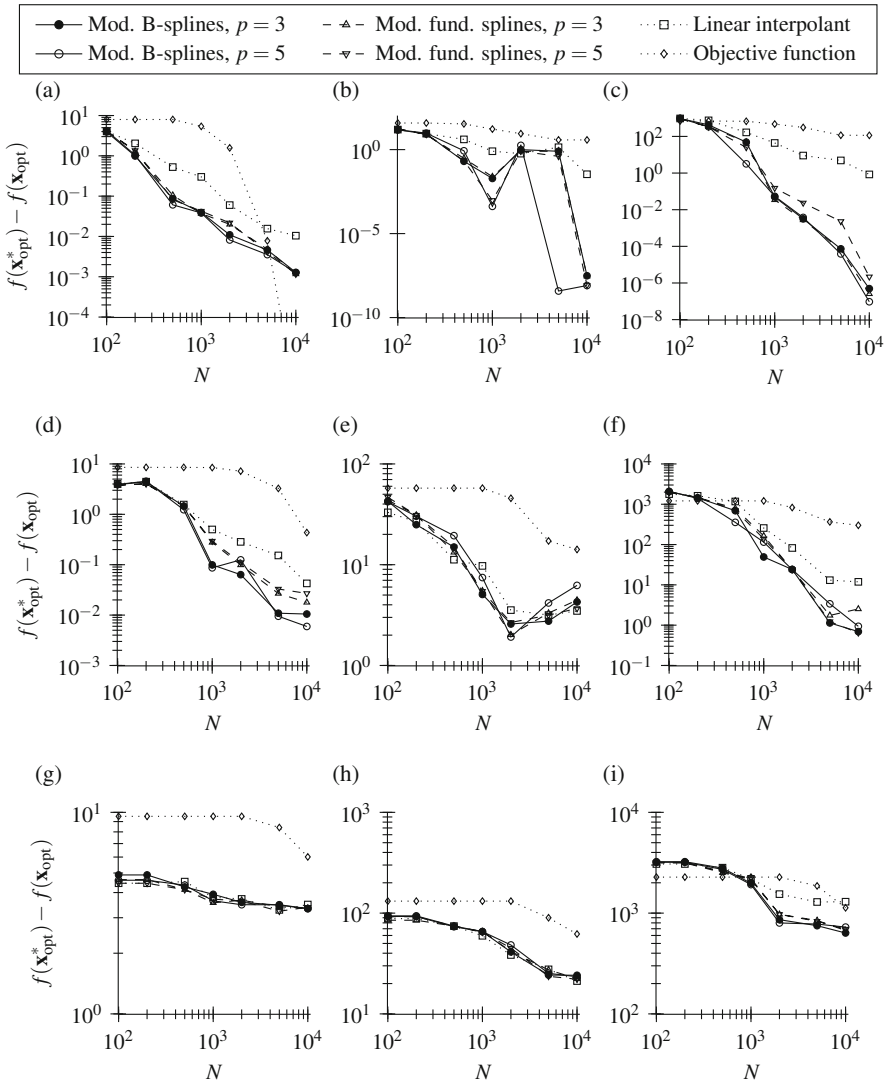 Mod. B-splines, p = 3 Mod. fund. splines, p = 3 Linear interpolant
Mod. B-splines, p = 5 Mod. fund. splines, p = 5 Objective function
(a) (b) (c)
f(x*opt) − f(xopt)
10^1
10^0
10^−1
10^−2
10^−3
10^−4
10^2 10^3 10^4
N
10^0
10^−7
10^−10
10^2 10^3 10^4
N
10^2
10^0
10^−2
10^−4
10^−6
10^−8
10^2 10^3 10^4
N
(d) (e) (f)
f(x*opt) − f(xopt)
10^1
10^0
10^−1
10^−2
10^−3
10^2 10^3 10^4
N
10^2
10^1
10^0
10^2 10^3 10^4
N
10^4
10^3
10^2
10^1
10^0
10^−1
10^2 10^3 10^4
N
(g) (h) (i)
f(x*opt) − f(xopt)
10^1
10^0
10^2 10^3 10^4
N
10^3
10^2
10^1
10^2 10^3 10^4
N
10^4
10^3
10^2
10^2 10^3 10^4
N